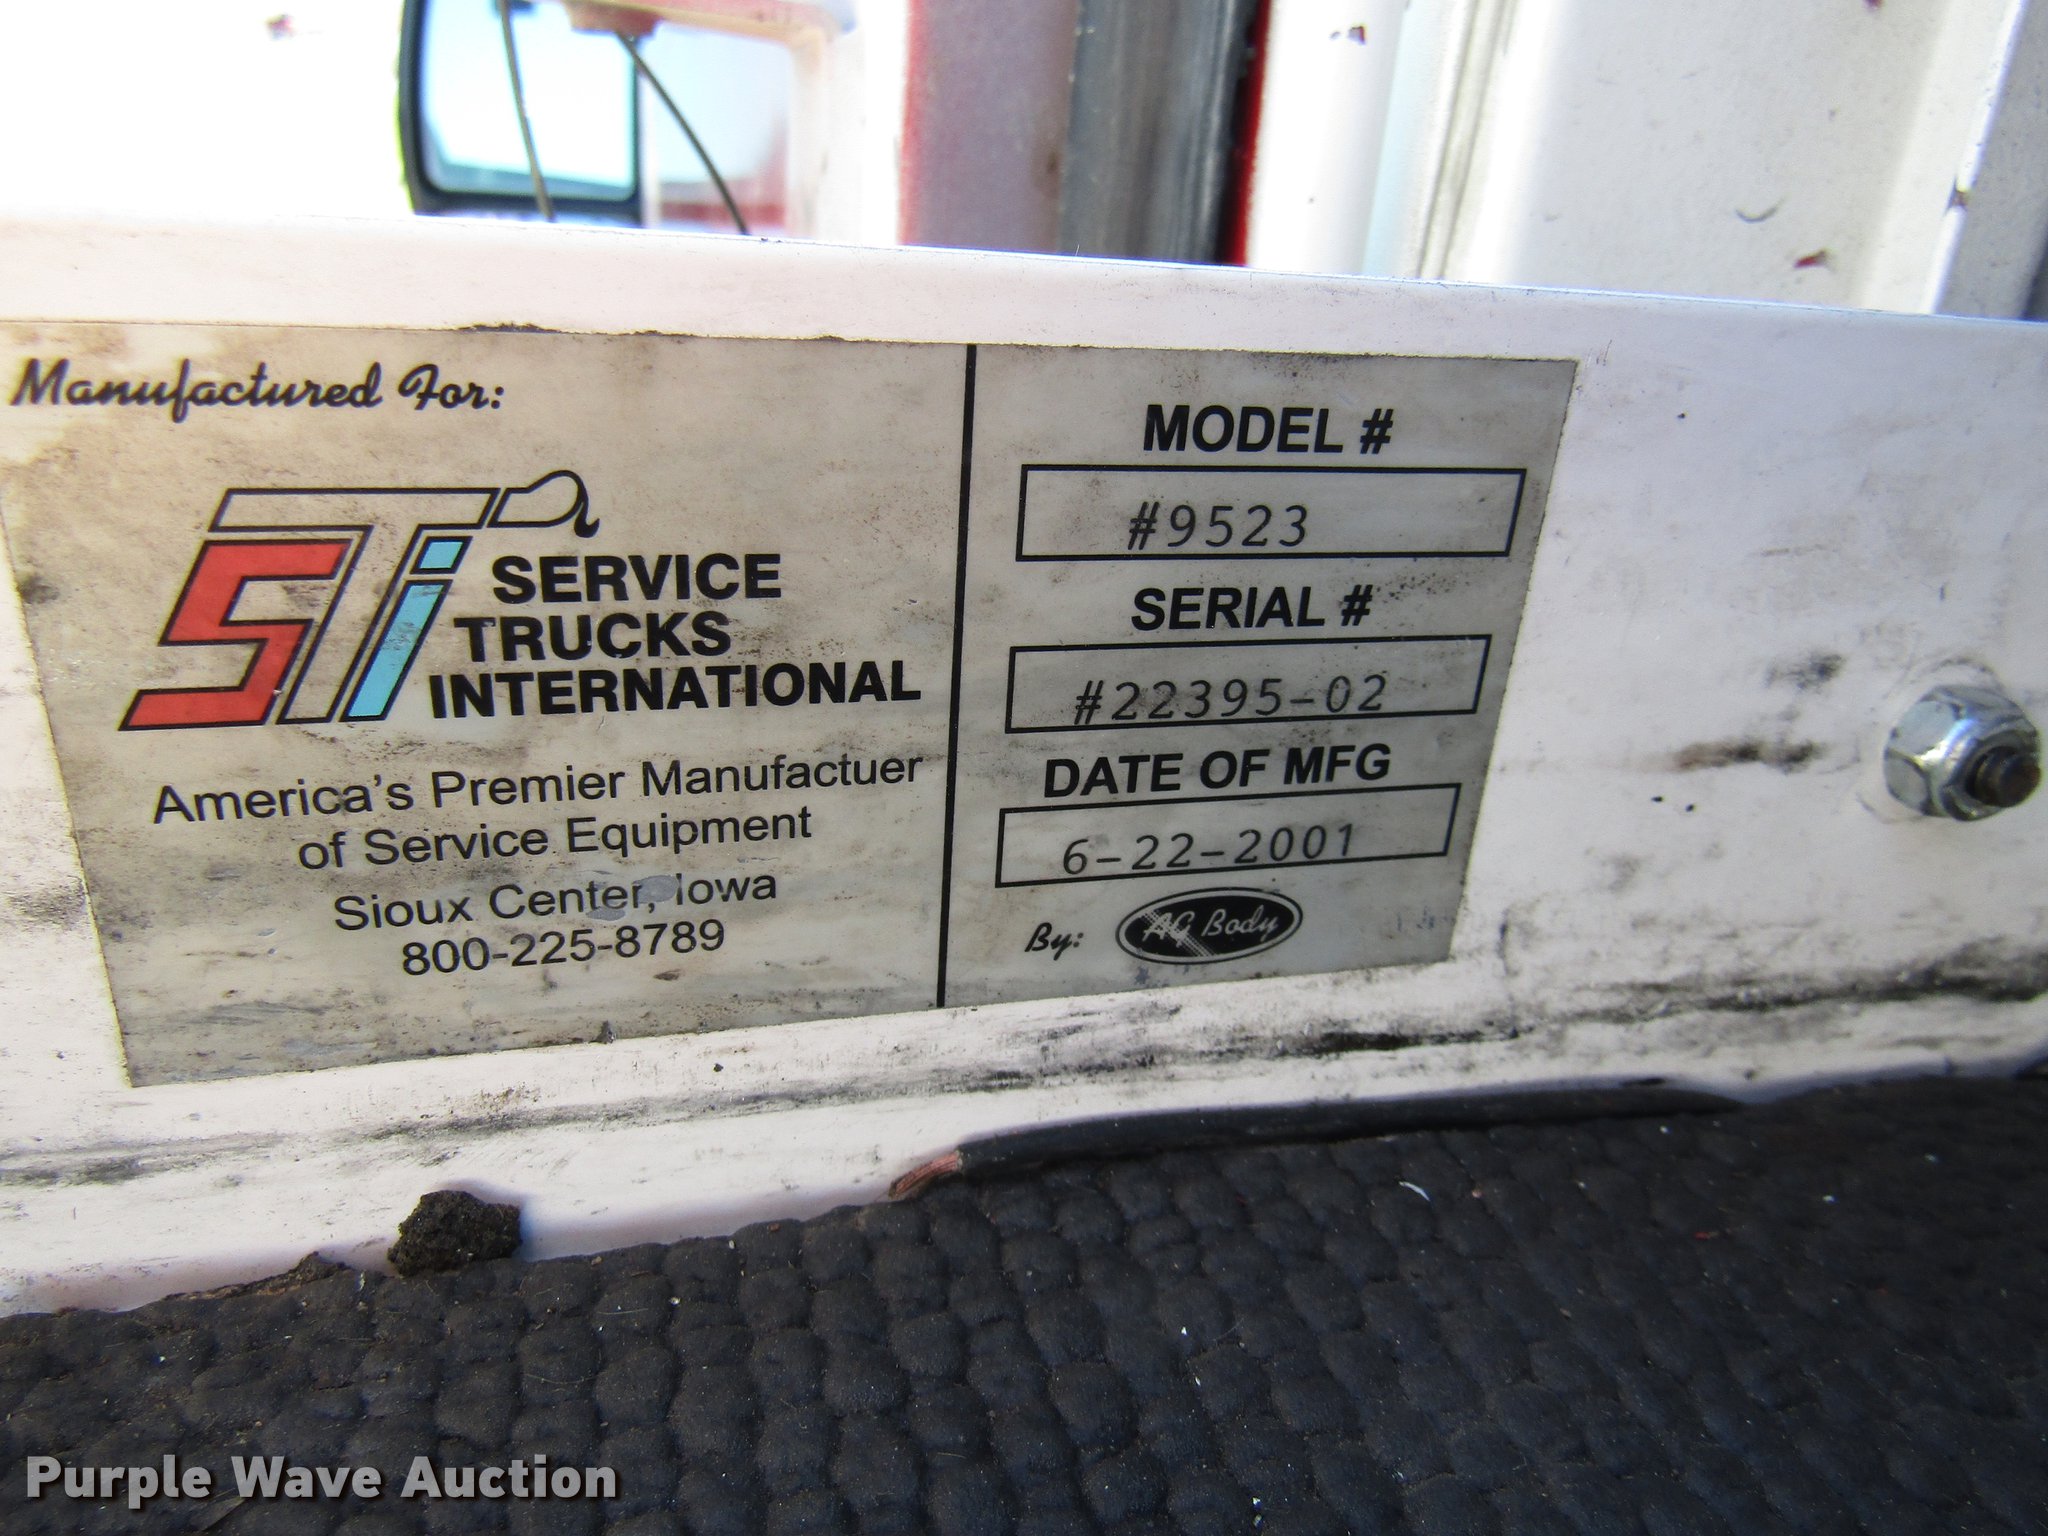 Manufactured For:
STi
SERVICE
TRUCKS
INTERNATIONAL
America's Premier Manufactuer
of Service Equipment
Sioux Center, Iowa
800-225-8789
MODEL #
#9523
SERIAL #
#22395-02
DATE OF MFG
6-22-2001
By: AG Body
Purple Wave Auction